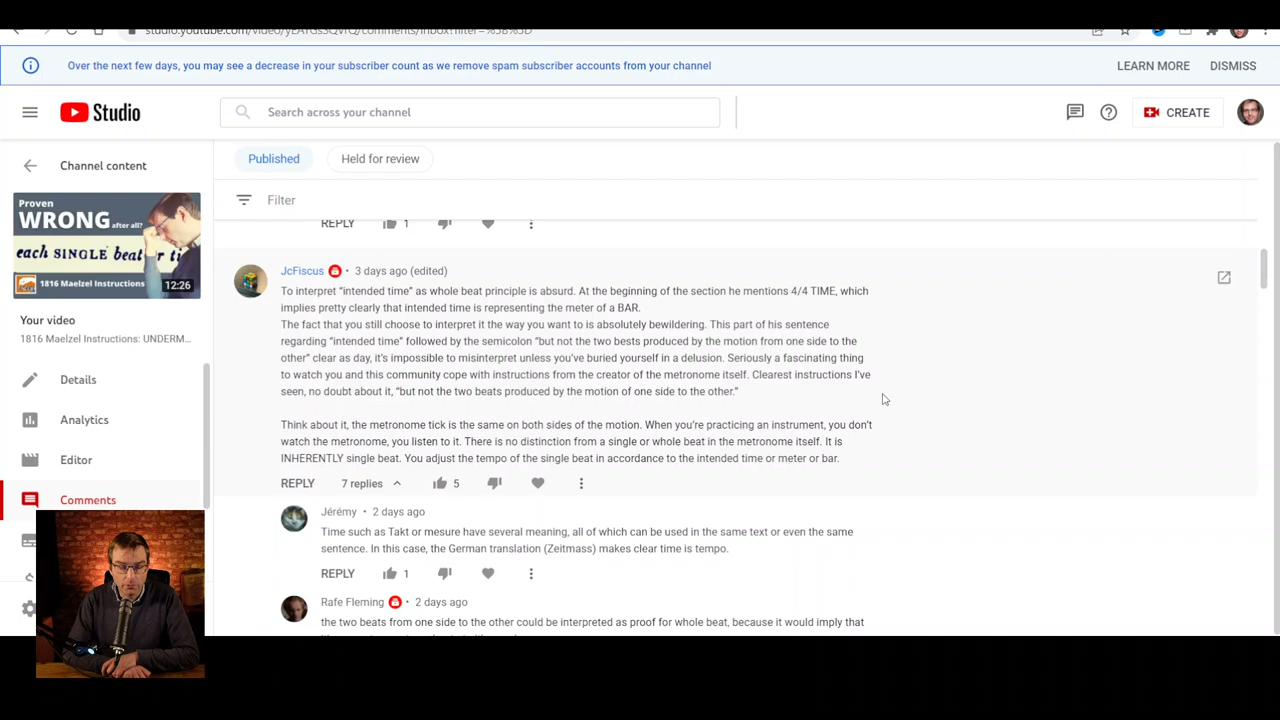 Over the next few days, you may see a decrease in your subscriber count as we remove spam subscriber accounts from your channel
LEARN MORE
DISMISS
Studio
Search across your channel
CREATE
Channel content
Published
Held for review
Filter
Proven
WRONG after all?
each SINGLE beat or ti
1816 Maelzel Instructions
12:26
Your video
1816 Maelzel Instructions: UNDERM...
Details
Analytics
Editor
Comments
REPLY
1
JcFiscus • 3 days ago (edited)
To interpret “intended time” as whole beat principle is absurd. At the beginning of the section he mentions 4/4 TIME, which
implies pretty clearly that intended time is representing the meter of a BAR.
The fact that you still choose to interpret it the way you want to is absolutely bewildering. This part of his sentence
regarding “intended time” followed by the semicolon “but not the two bests produced by the motion from one side to the
other” clear as day, it’s impossible to misinterpret unless you’ve buried yourself in a delusion. Seriously a fascinating thing
to watch you and this community cope with instructions from the creator of the metronome itself. Clearest instructions I’ve
seen, no doubt about it, “but not the two beats produced by the motion of one side to the other.”
Think about it, the metronome tick is the same on both sides of the motion. When you’re practicing an instrument, you don’t
watch the metronome, you listen to it. There is no distinction from a single or whole beat in the metronome itself. It is
INHERENTLY single beat. You adjust the tempo of the single beat in accordance to the intended time or meter or bar.
REPLY
7 replies
5
Jérémy • 2 days ago
Time such as Takt or mesure have several meaning, all of which can be used in the same text or even the same
sentence. In this case, the German translation (Zeitmass) makes clear time is tempo.
REPLY
1
Rafe Fleming • 2 days ago
the two beats from one side to the other could be interpreted as proof for whole beat, because it would imply that